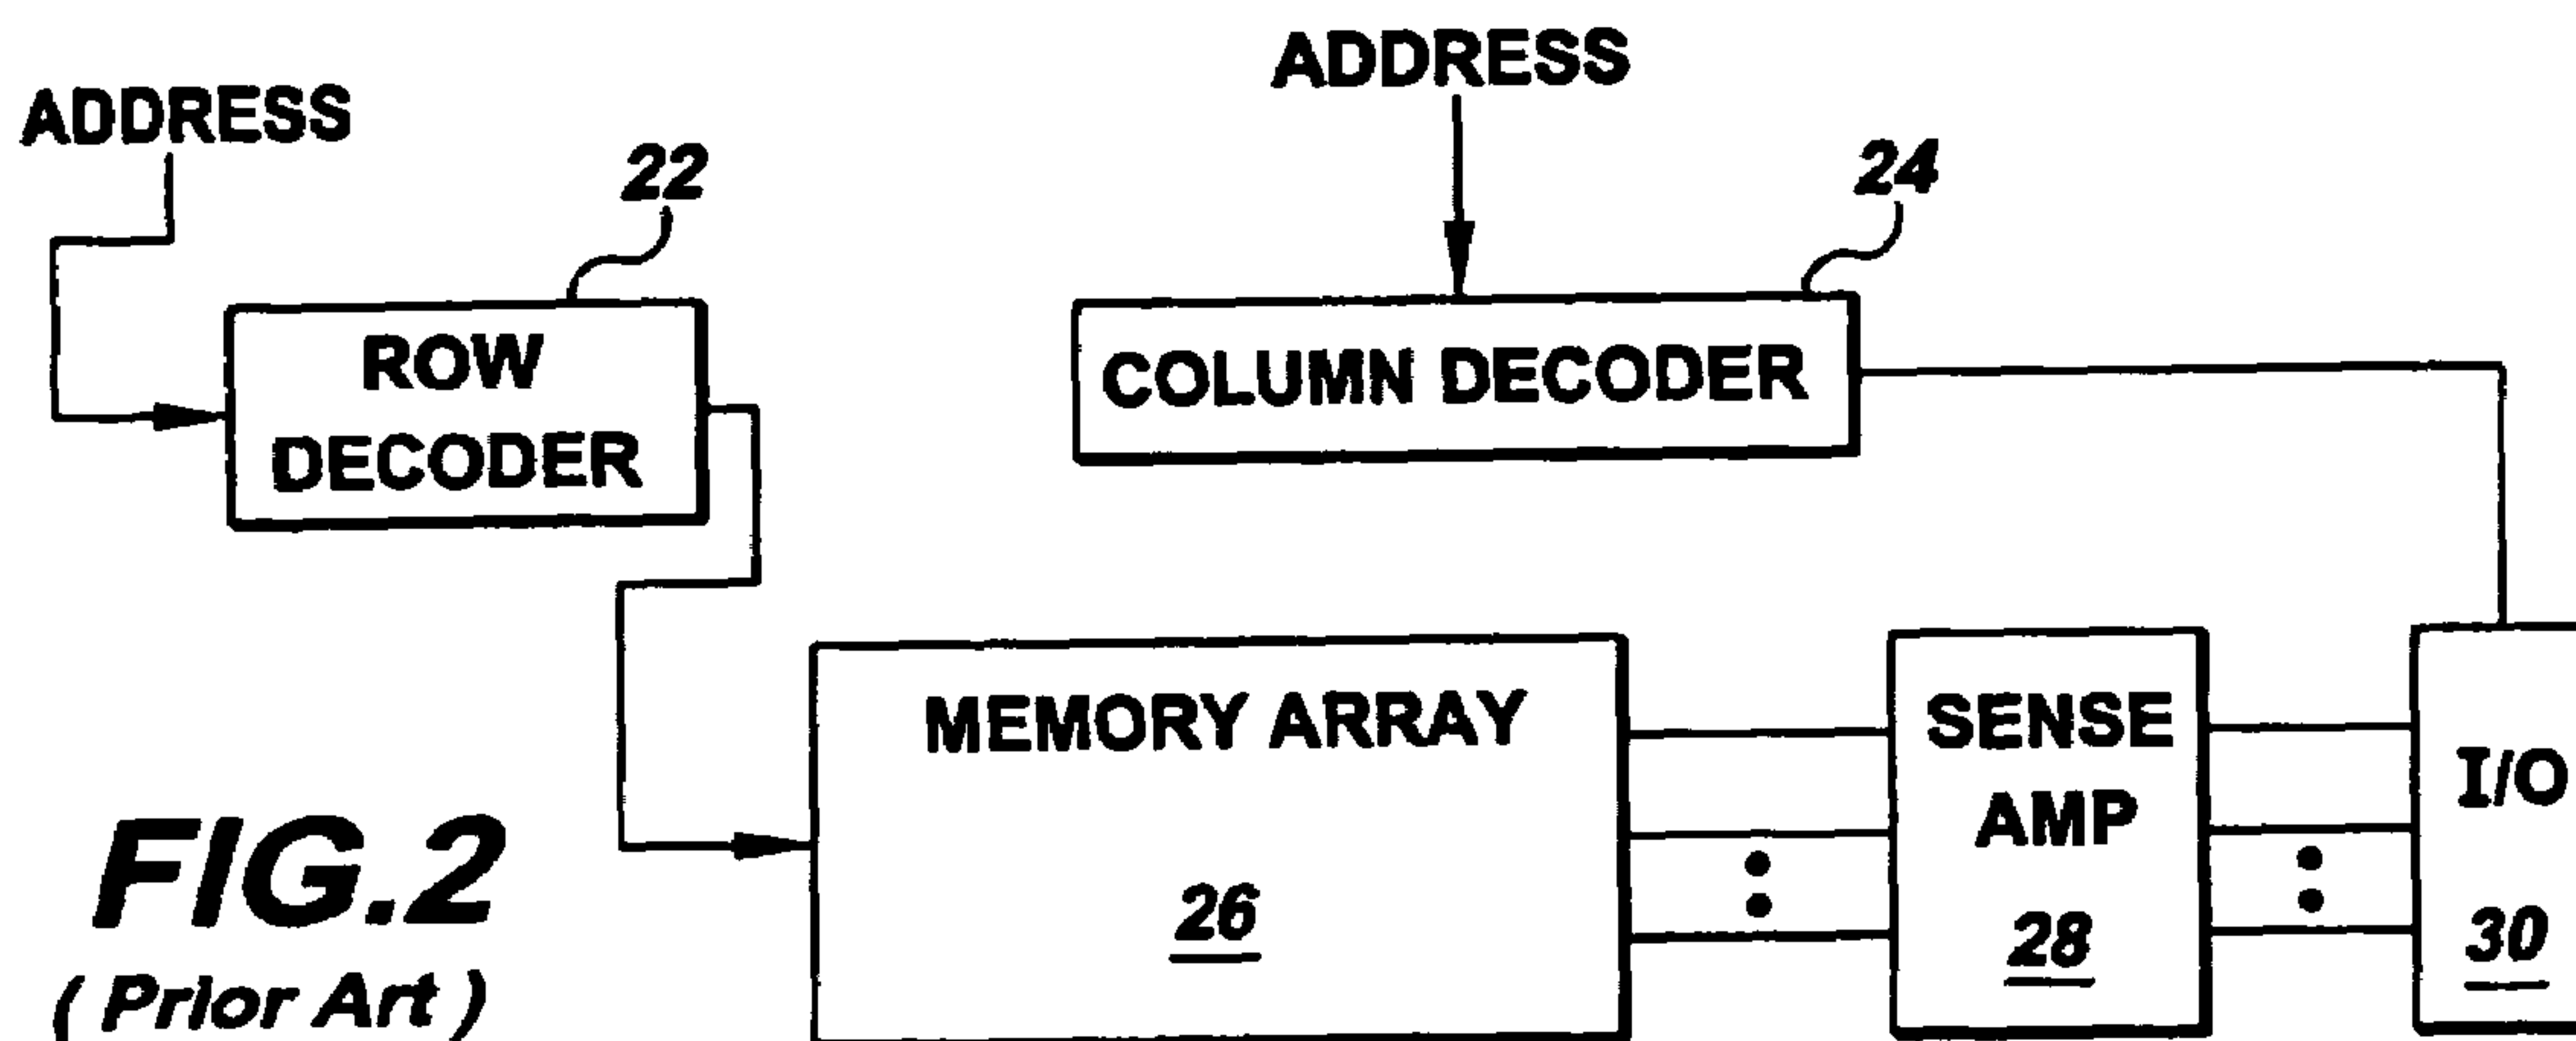 ADDRESS
ADDRESS
22
24
ROW
DECODER
COLUMN DECODER
MEMORY ARRAY
26
SENSE
AMP
28
I/O
30
FIG.2
( Prior Art )